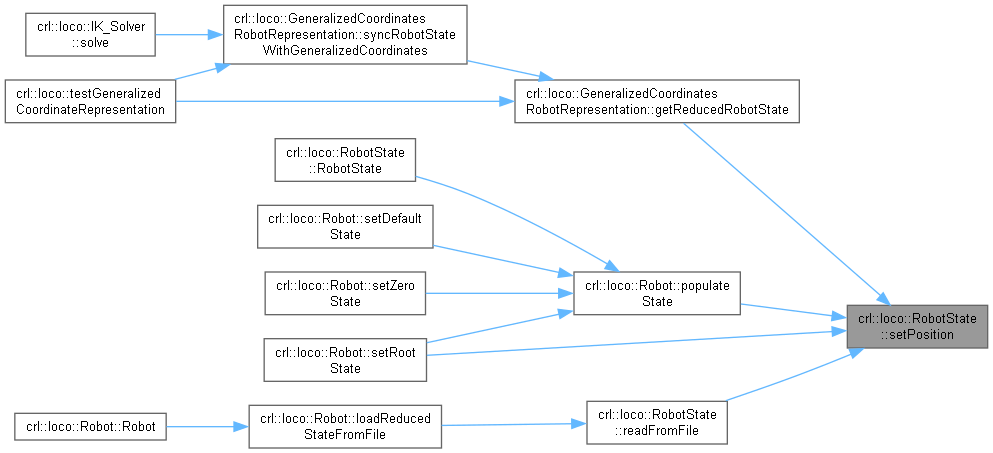 crl::loco::IK_Solver
::solve
crl::loco::GeneralizedCoordinates
RobotRepresentation::syncRobotState
WithGeneralizedCoordinates
crl::loco::testGeneralized
CoordinateRepresentation
crl::loco::GeneralizedCoordinates
RobotRepresentation::getReducedRobotState
crl::loco::RobotState
::RobotState
crl::loco::Robot::setDefault
State
crl::loco::Robot::setZero
State
crl::loco::Robot::populate
State
crl::loco::RobotState
::setPosition
crl::loco::Robot::setRoot
State
crl::loco::Robot::Robot
crl::loco::Robot::loadReduced
StateFromFile
crl::loco::RobotState
::readFromFile